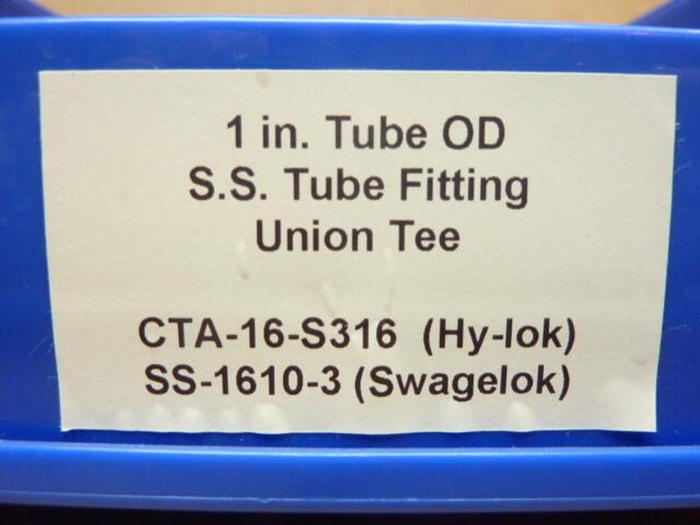 1 in. Tube OD
S.S. Tube Fitting
Union Tee
CTA-16-S316 (Hy-lok)
SS-1610-3 (Swagelok)